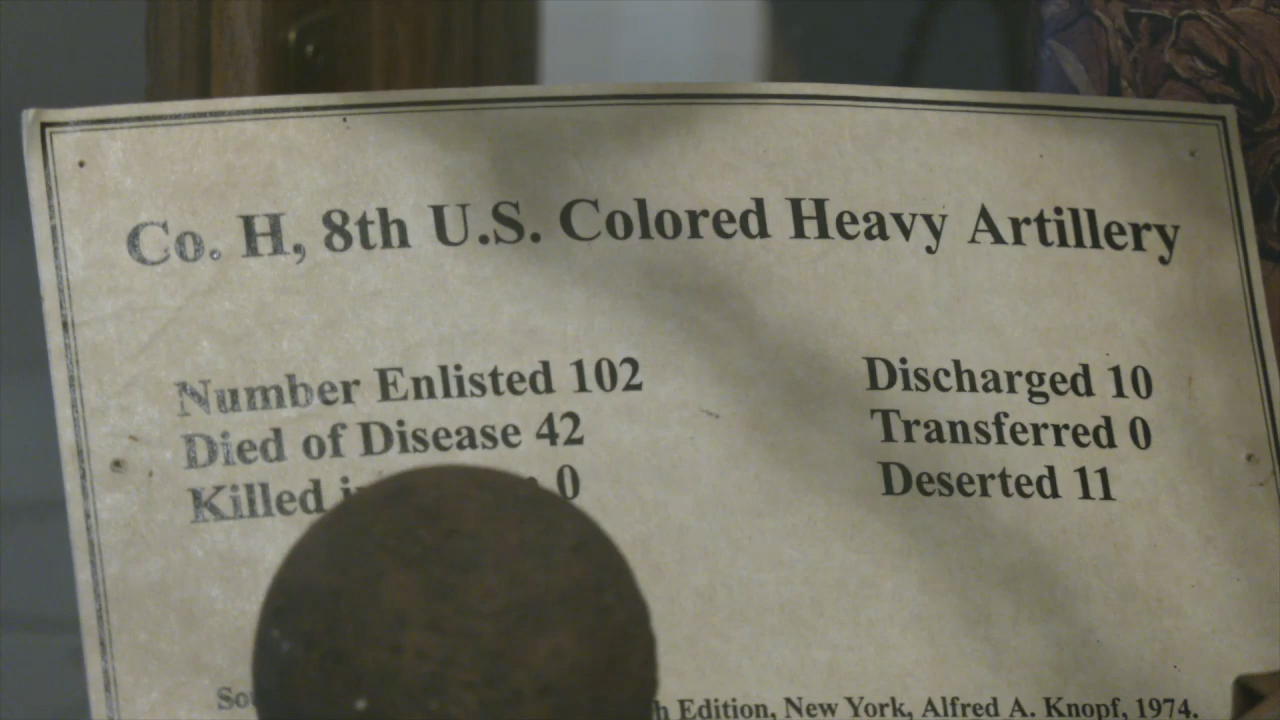 Co. H, 8th U.S. Colored Heavy Artillery
Number Enlisted 102
Died of Disease 42
Killed 0
Discharged 10
Transferred 0
Deserted 11
Edition, New York, Alfred A. Knopf, 1974.